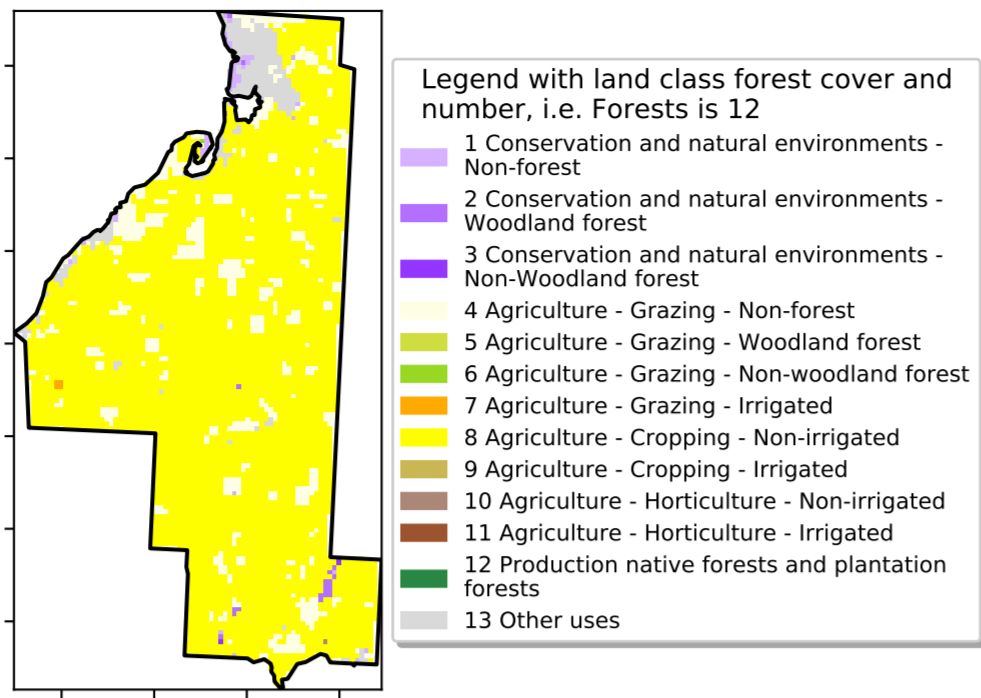 Legend with land class forest cover and
number, i.e. Forests is 12
1 Conservation and natural environments -
Non-forest
2 Conservation and natural environments -
Woodland forest
3 Conservation and natural environments -
Non-Woodland forest
4 Agriculture - Grazing - Non-forest
5 Agriculture - Grazing - Woodland forest
6 Agriculture - Grazing - Non-woodland forest
7 Agriculture - Grazing - Irrigated
8 Agriculture - Cropping - Non-irrigated
9 Agriculture - Cropping - Irrigated
10 Agriculture - Horticulture - Non-irrigated
11 Agriculture - Horticulture - Irrigated
12 Production native forests and plantation
forests
13 Other uses